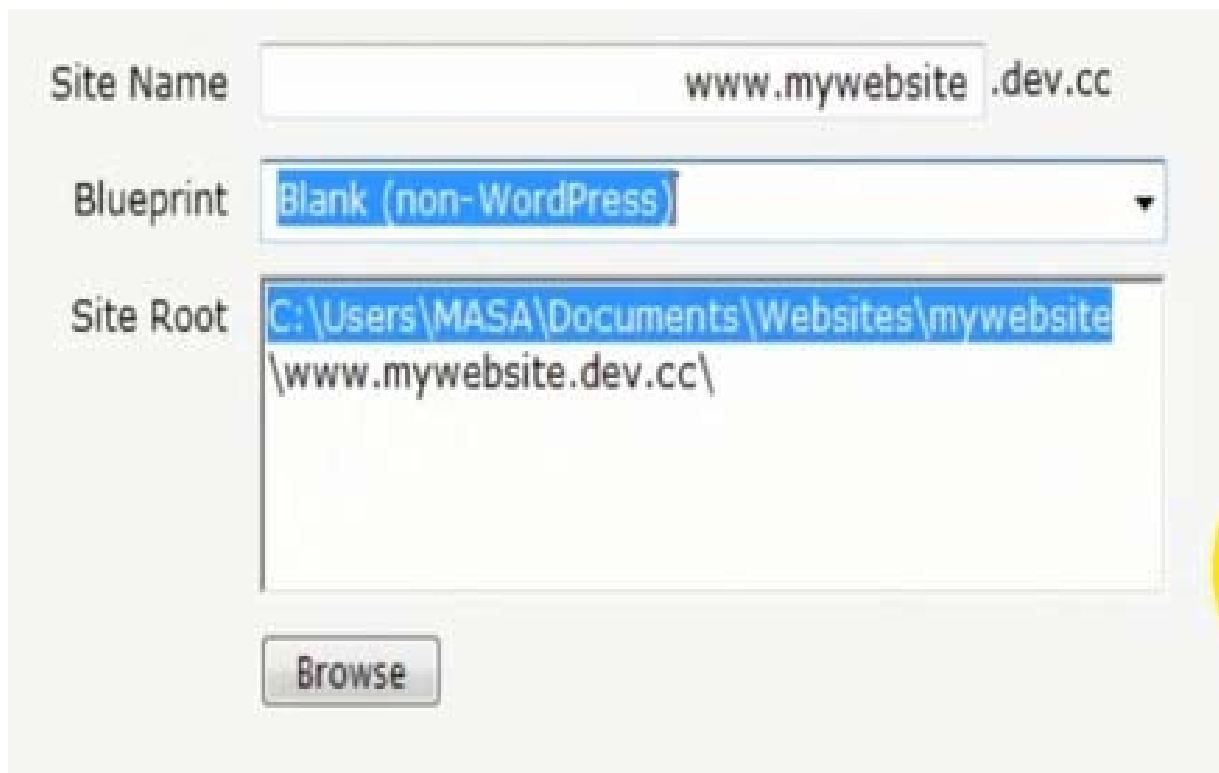 Site Name www.mywebsite .dev.cc
Blueprint Blank (non-WordPress)
Site Root C:\Users\MASA\Documents\Websites\mywebsite
\www.mywebsite.dev.cc\
Browse